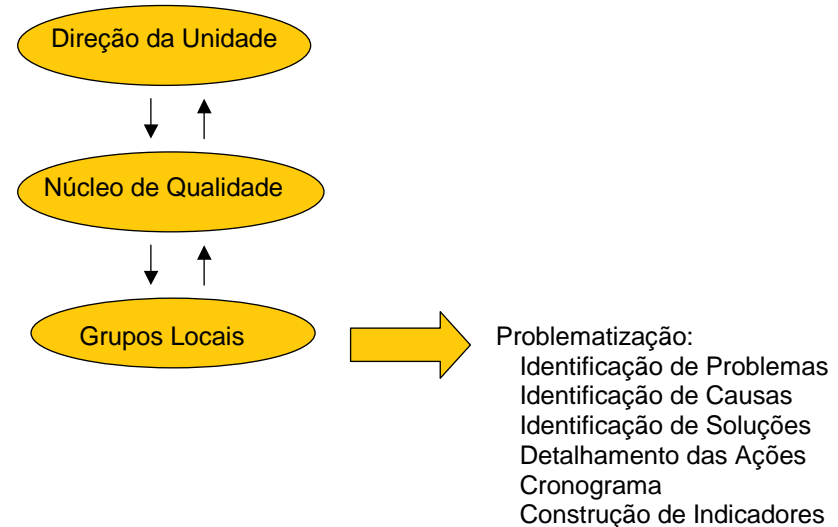 Direção da Unidade
Núcleo de Qualidade
Grupos Locais
Problematização:
Identificação de Problemas
Identificação de Causas
Identificação de Soluções
Detalhamento das Ações
Cronograma
Construção de Indicadores